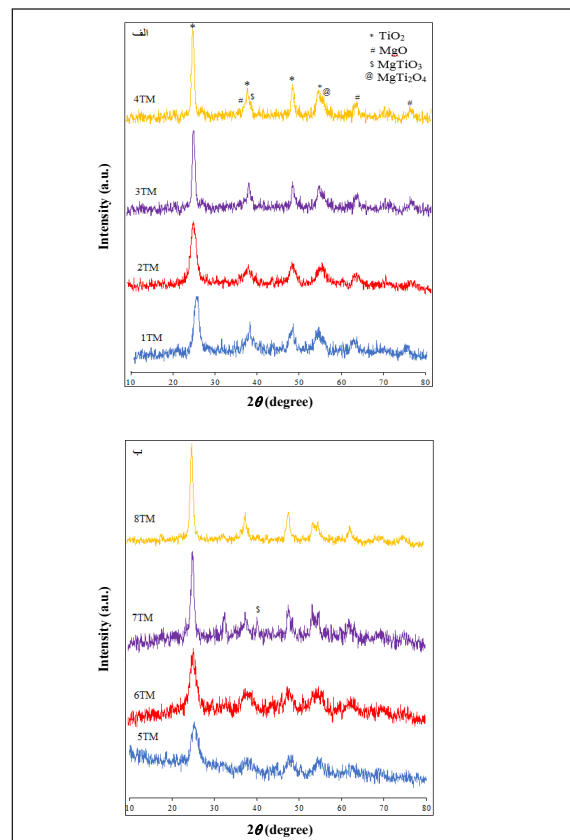 الف
* TiO₂
# MgO
$ MgTiO₃
@ MgTi₂O₄
*
*
# $
*
* @
#
#
4TM
3TM
2TM
1TM
Intensity (a.u.)
10 20 30 40 50 60 70 80
2θ (degree)
ب
8TM
$
7TM
6TM
5TM
Intensity (a.u.)
10 20 30 40 50 60 70 80
2θ (degree)